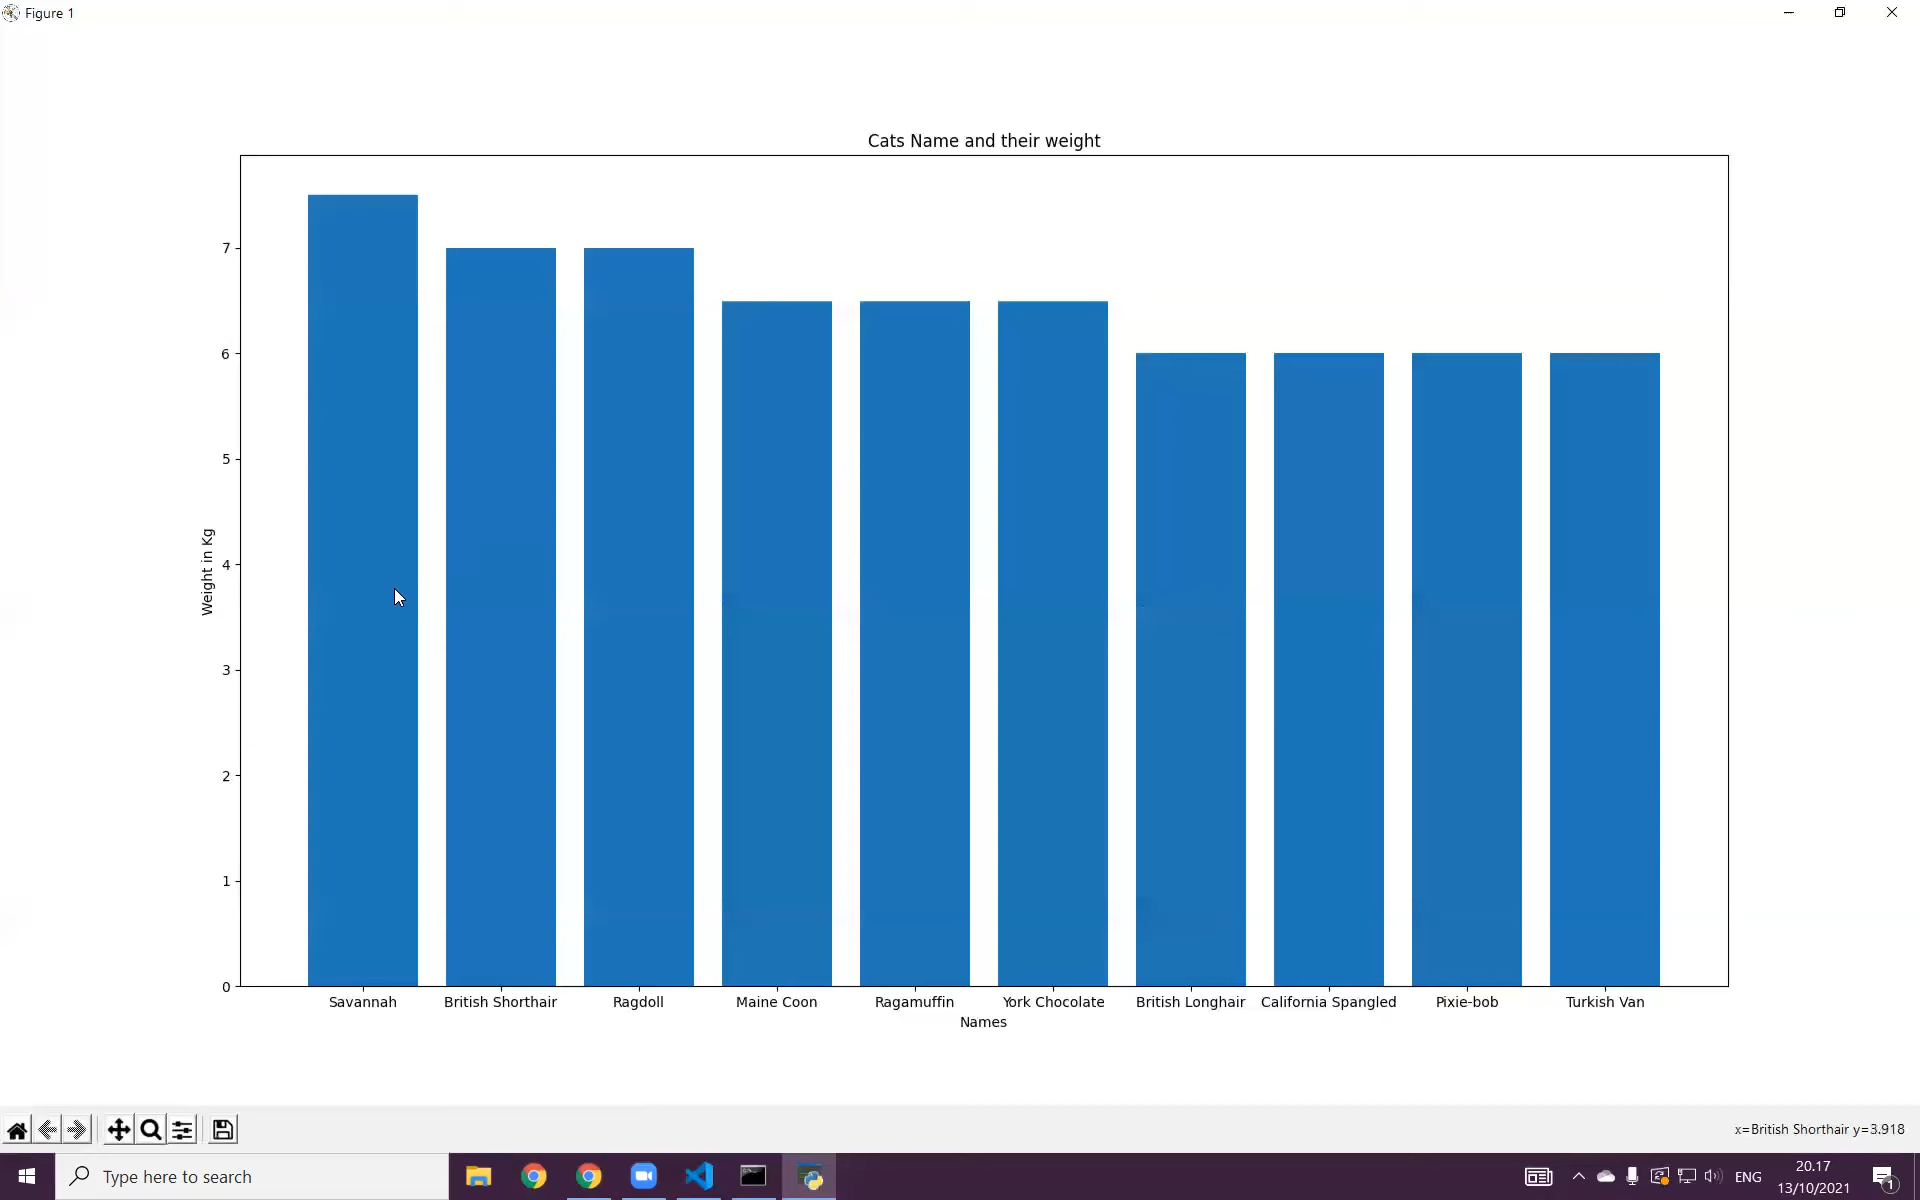 Figure 1
Cats Name and their weight
7
6
5
4
3
2
1
0
Weight in Kg
Savannah British Shorthair Ragdoll Maine Coon Ragamuffin York Chocolate British Longhair California Spangled Pixie-bob Turkish Van
Names
x=British Shorthair y=3.918
Type here to search
ENG
20.17
13/10/2021
1